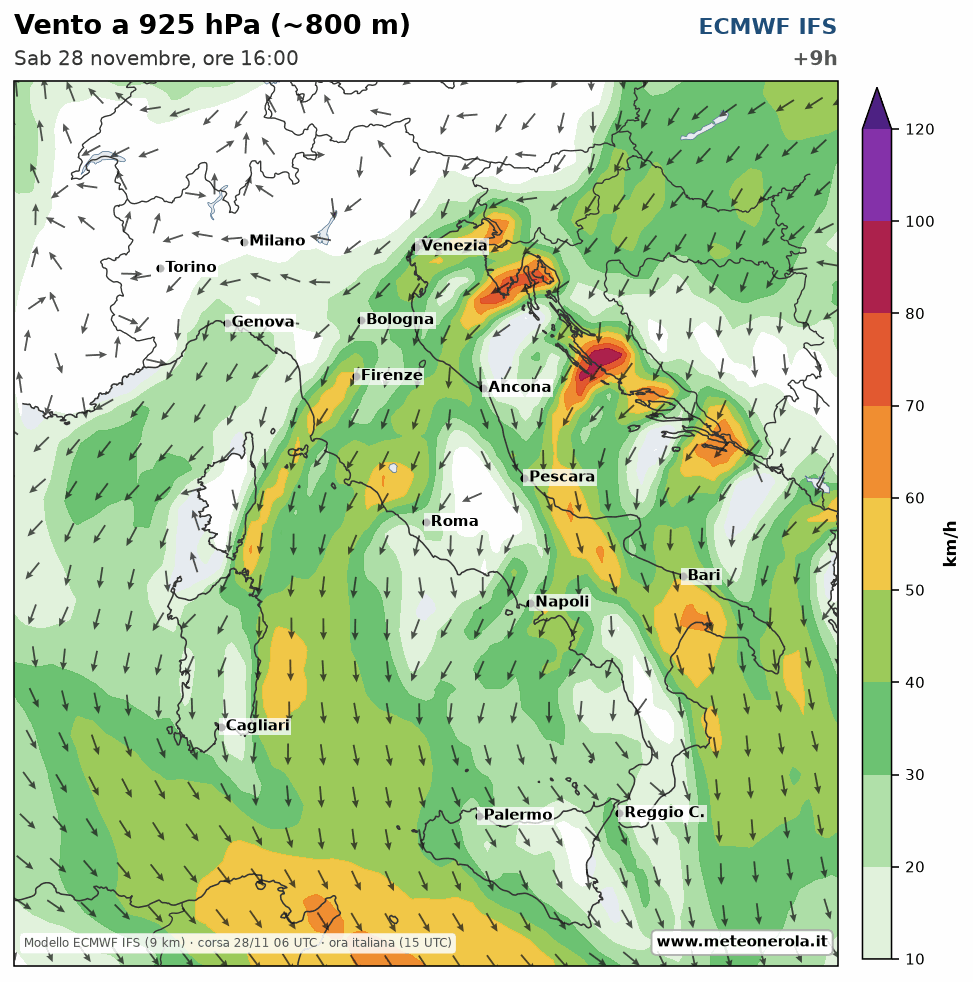 Vento a 925 hPa (~800 m)
ECMWF IFS
Sab 28 novembre, ore 16:00
+9h
Milano
Venezia
Torino
Genova
Bologna
Firenze
Ancona
Pescara
Roma
Bari
Napoli
Cagliari
Palermo
Reggio C.
120
100
80
70
60
50
40
30
20
10
km/h
Modello ECMWF IFS (9 km) · corsa 28/11 06 UTC · ora italiana (15 UTC)
www.meteonerola.it